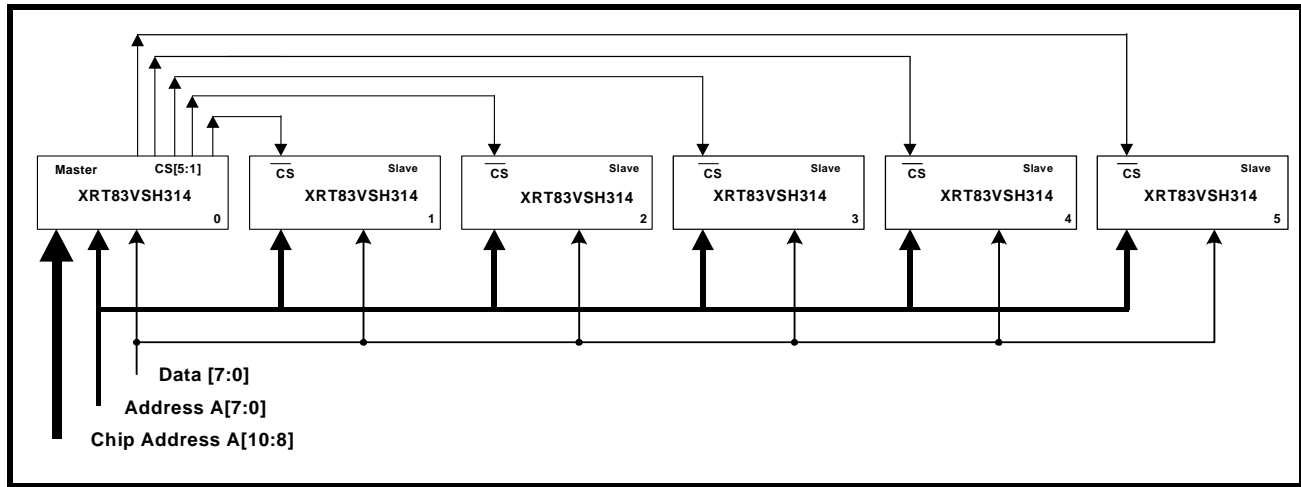 Master CS[5:1]
XRT83VSH314
0
CS Slave
XRT83VSH314
1
CS Slave
XRT83VSH314
2
CS Slave
XRT83VSH314
3
CS Slave
XRT83VSH314
4
CS Slave
XRT83VSH314
5
Data [7:0]
Address A[7:0]
Chip Address A[10:8]